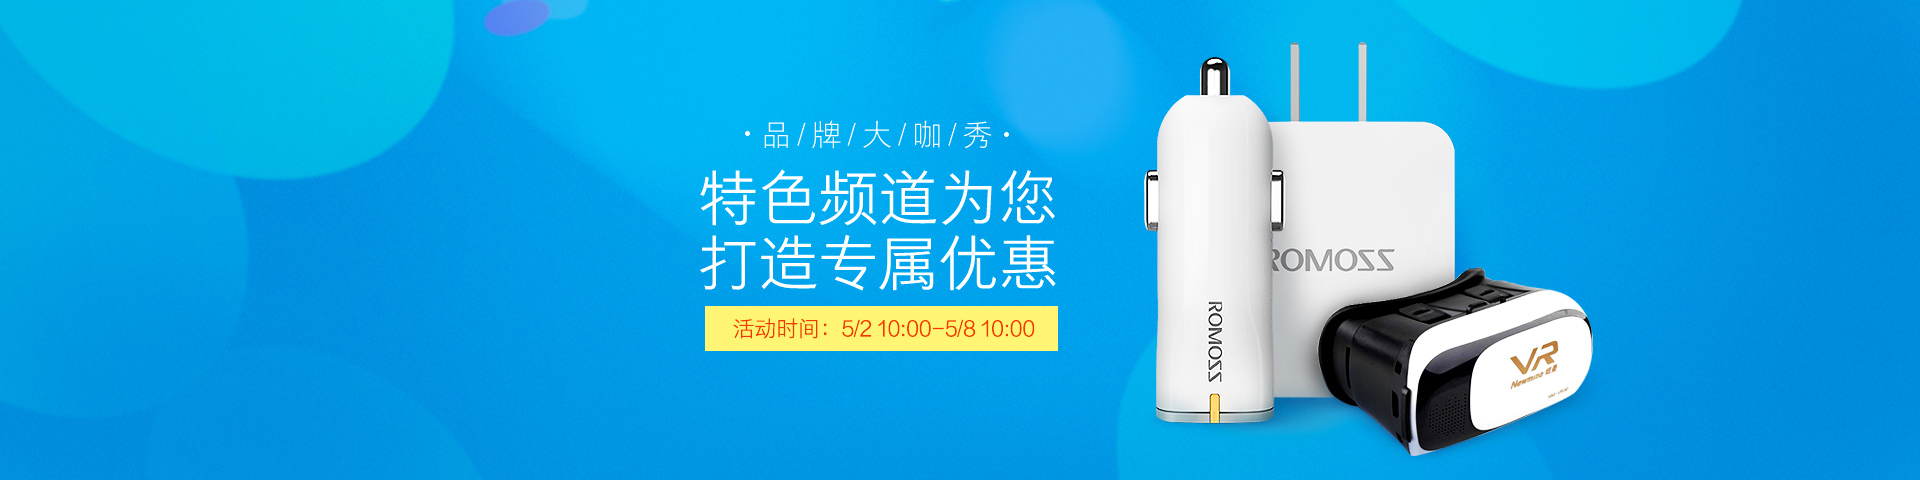 ·品/牌/大/咖/秀·
特色频道为您
打造专属优惠
活动时间：5/2 10:00-5/8 10:00
ROMOSS
ROMOSS
VR
Newmine